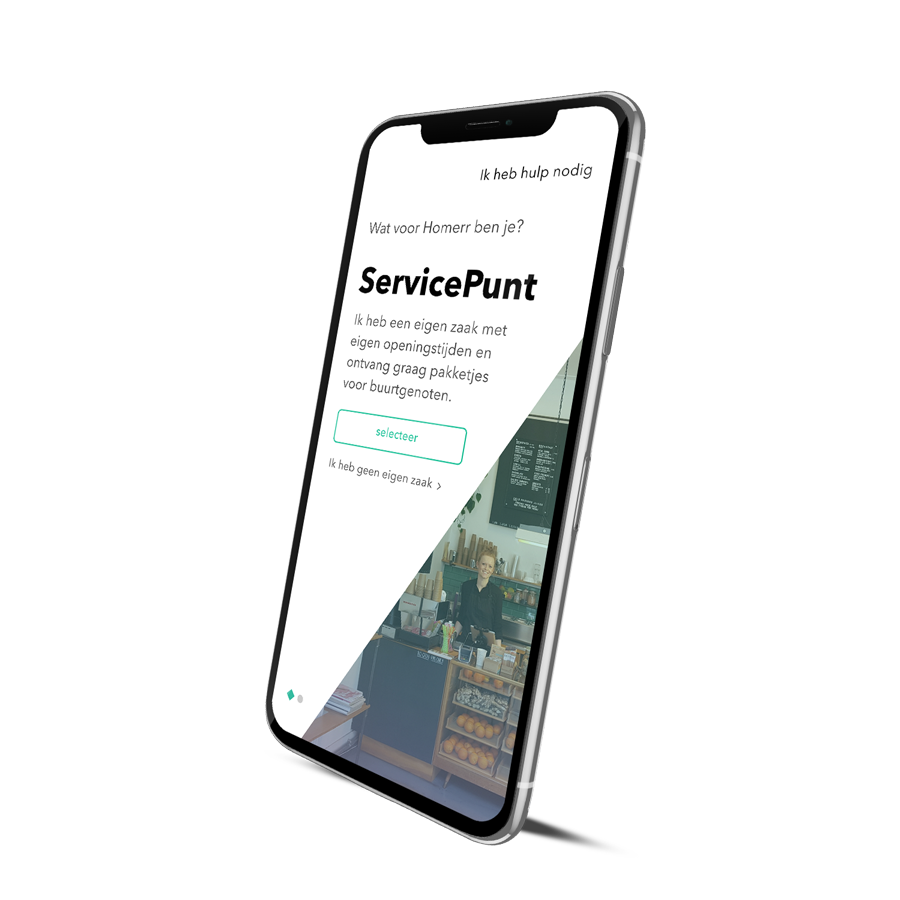 Ik heb hulp nodig
Wat voor Homerr ben je?
ServicePunt
Ik heb een eigen zaak met
eigen openingstijden en
ontvang graag pakketjes
voor buurtgenoten.
selecteer
Ik heb geen eigen zaak >